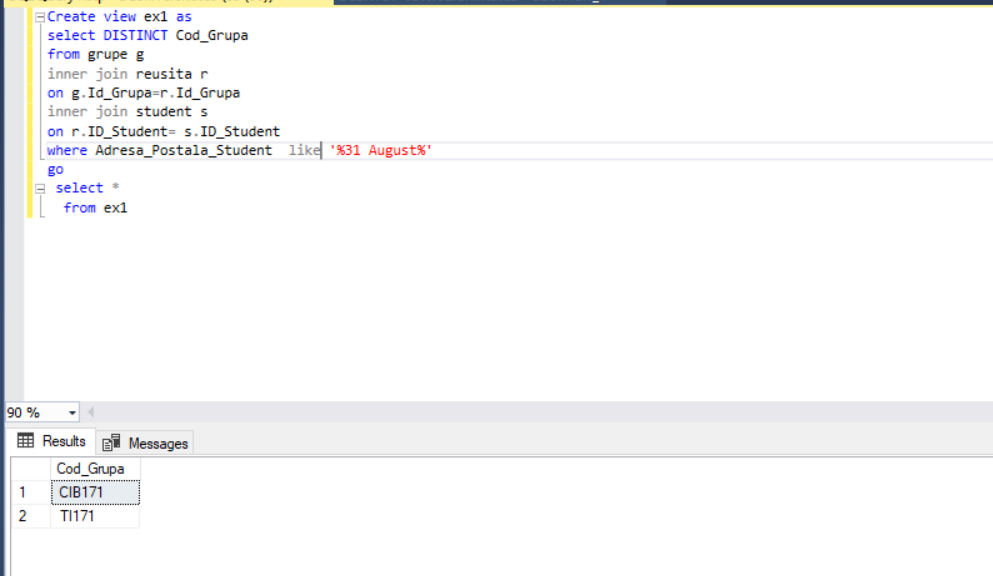 Create view ex1 as
select DISTINCT Cod_Grupa
from grupe g
inner join reusita r
on g.Id_Grupa=r.Id_Grupa
inner join student s
on r.ID_Student= s.ID_Student
where Adresa_Postala_Student  like '%31 August%'
go
select *
from ex1
90 %
Results Messages
Cod_Grupa
1 CIB171
2 TI171